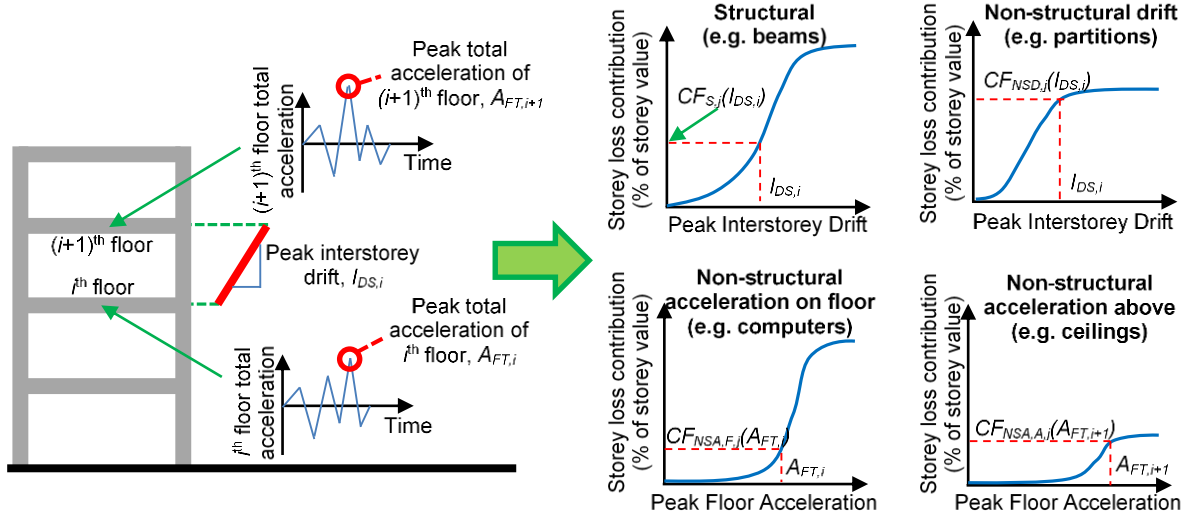 Peak total
acceleration of
(i+1)th floor, AFT,i+1
(i+1)th floor total
acceleration
Time
(i+1)th floor
ith floor
Peak interstorey
drift, IDS,i
Peak total
acceleration of
ith floor, AFT,i
ith floor total
acceleration
Time
Structural
(e.g. beams)
Storey loss contribution
(% of storey value)
CFS,j(IDS,i)
IDS,i
Peak Interstorey Drift
Non-structural drift
(e.g. partitions)
Storey loss contribution
(% of storey value)
CFNSD,j(IDS,i)
IDS,i
Peak Interstorey Drift
Non-structural
acceleration on floor
(e.g. computers)
Storey loss contribution
(% of storey value)
CFNSA,F,j(AFT,i)
AFT,i
Peak Floor Acceleration
Non-structural
acceleration above
(e.g. ceilings)
Storey loss contribution
(% of storey value)
CFNSA,A,j(AFT,i+1)
AFT,i+1
Peak Floor Acceleration